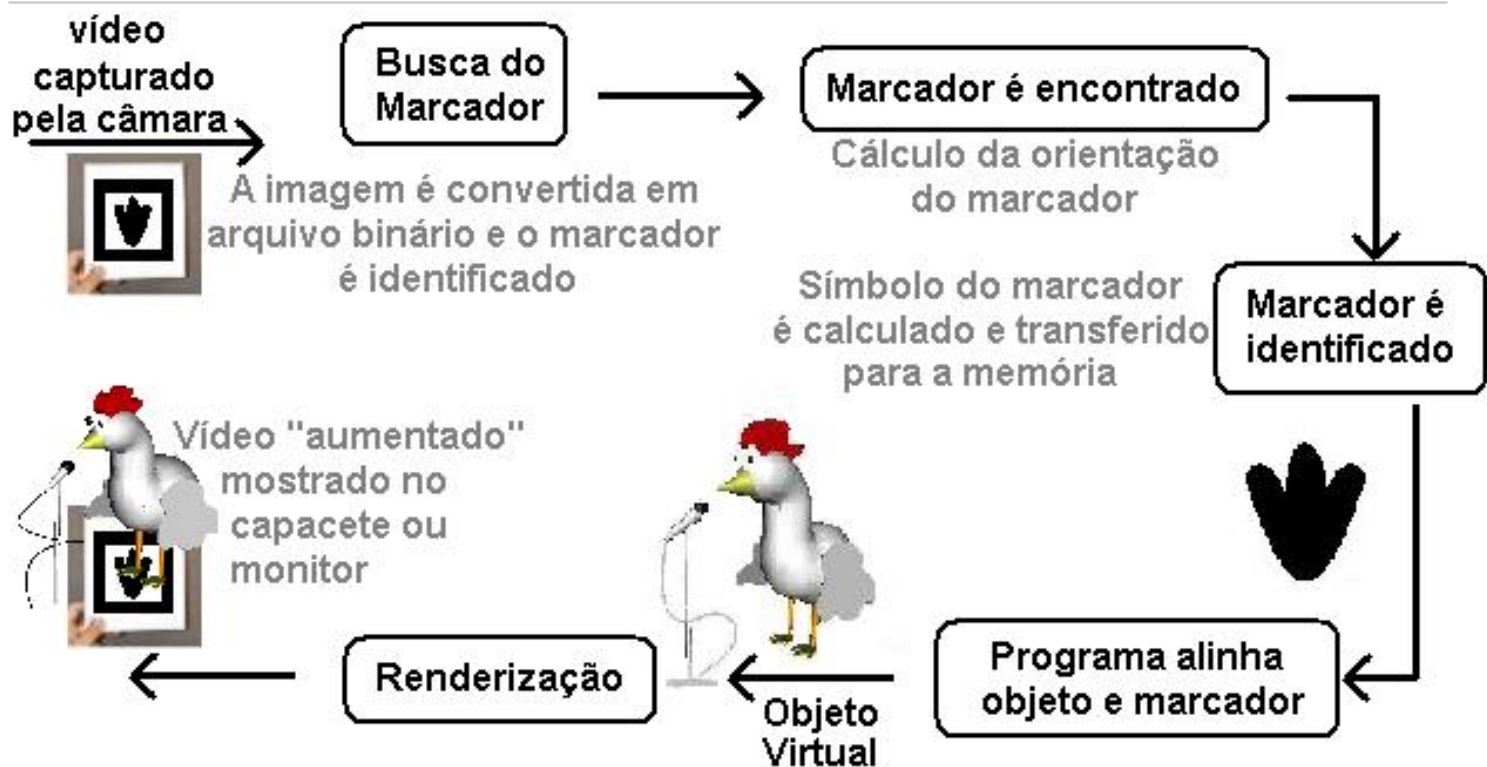 vídeo
capturado
pela câmara
Busca do
Marcador
A imagem é convertida em
arquivo binário e o marcador
é identificado
Marcador é encontrado
Cálculo da orientação
do marcador
Marcador é
identificado
Símbolo do marcador
é calculado e transferido
para a memória
Programa alinha
objeto e marcador
Objeto
Virtual
Renderização
Vídeo "aumentado"
mostrado no
capacete ou
monitor